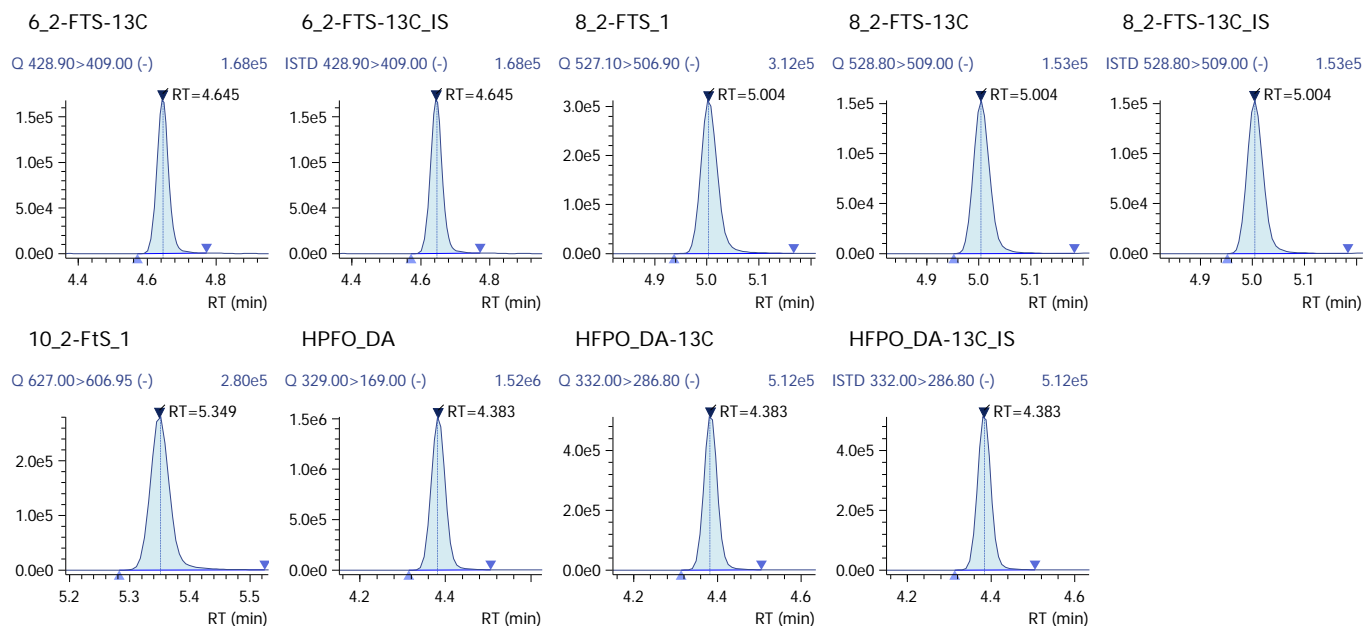 6_2-FTS-13C
Q 428.90>409.00 (-) 1.68e5
RT=4.645
1.5e5
1.0e5
5.0e4
0.0e0
4.4 4.6 4.8
RT (min)
6_2-FTS-13C_IS
ISTD 428.90>409.00 (-) 1.68e5
RT=4.645
1.5e5
1.0e5
5.0e4
0.0e0
4.4 4.6 4.8
RT (min)
8_2-FTS_1
Q 527.10>506.90 (-) 3.12e5
RT=5.004
3.0e5
2.0e5
1.0e5
0.0e0
4.9 5.0 5.1
RT (min)
8_2-FTS-13C
Q 528.80>509.00 (-) 1.53e5
RT=5.004
1.5e5
1.0e5
5.0e4
0.0e0
4.9 5.0 5.1
RT (min)
8_2-FTS-13C_IS
ISTD 528.80>509.00 (-) 1.53e5
RT=5.004
1.5e5
1.0e5
5.0e4
0.0e0
4.9 5.0 5.1
RT (min)
10_2-FtS_1
Q 627.00>606.95 (-) 2.80e5
RT=5.349
2.0e5
1.0e5
0.0e0
5.2 5.3 5.4 5.5
RT (min)
HPFO_DA
Q 329.00>169.00 (-) 1.52e6
RT=4.383
1.5e6
1.0e6
5.0e5
0.0e0
4.2 4.4
RT (min)
HFPO_DA-13C
Q 332.00>286.80 (-) 5.12e5
RT=4.383
4.0e5
2.0e5
0.0e0
4.2 4.4 4.6
RT (min)
HFPO_DA-13C_IS
ISTD 332.00>286.80 (-) 5.12e5
RT=4.383
4.0e5
2.0e5
0.0e0
4.2 4.4 4.6
RT (min)